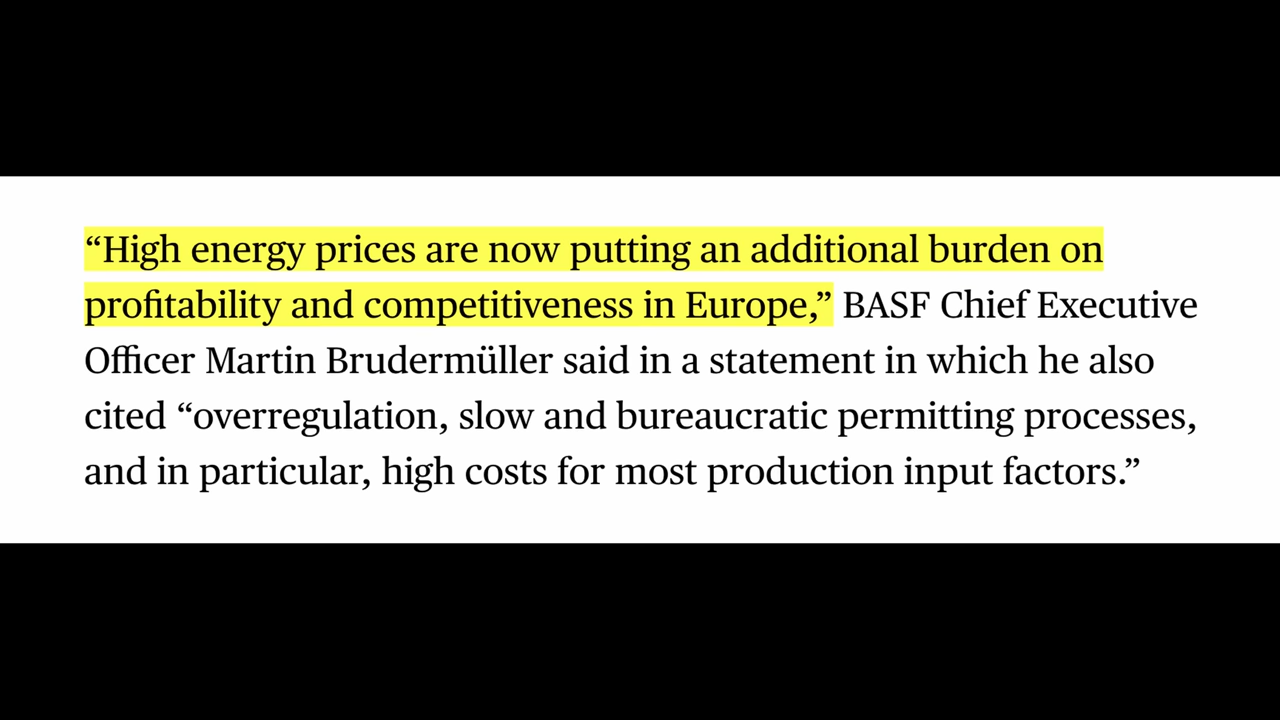 “High energy prices are now putting an additional burden on
profitability and competitiveness in Europe,” BASF Chief Executive
Officer Martin Brudermüller said in a statement in which he also
cited “overregulation, slow and bureaucratic permitting processes,
and in particular, high costs for most production input factors.”